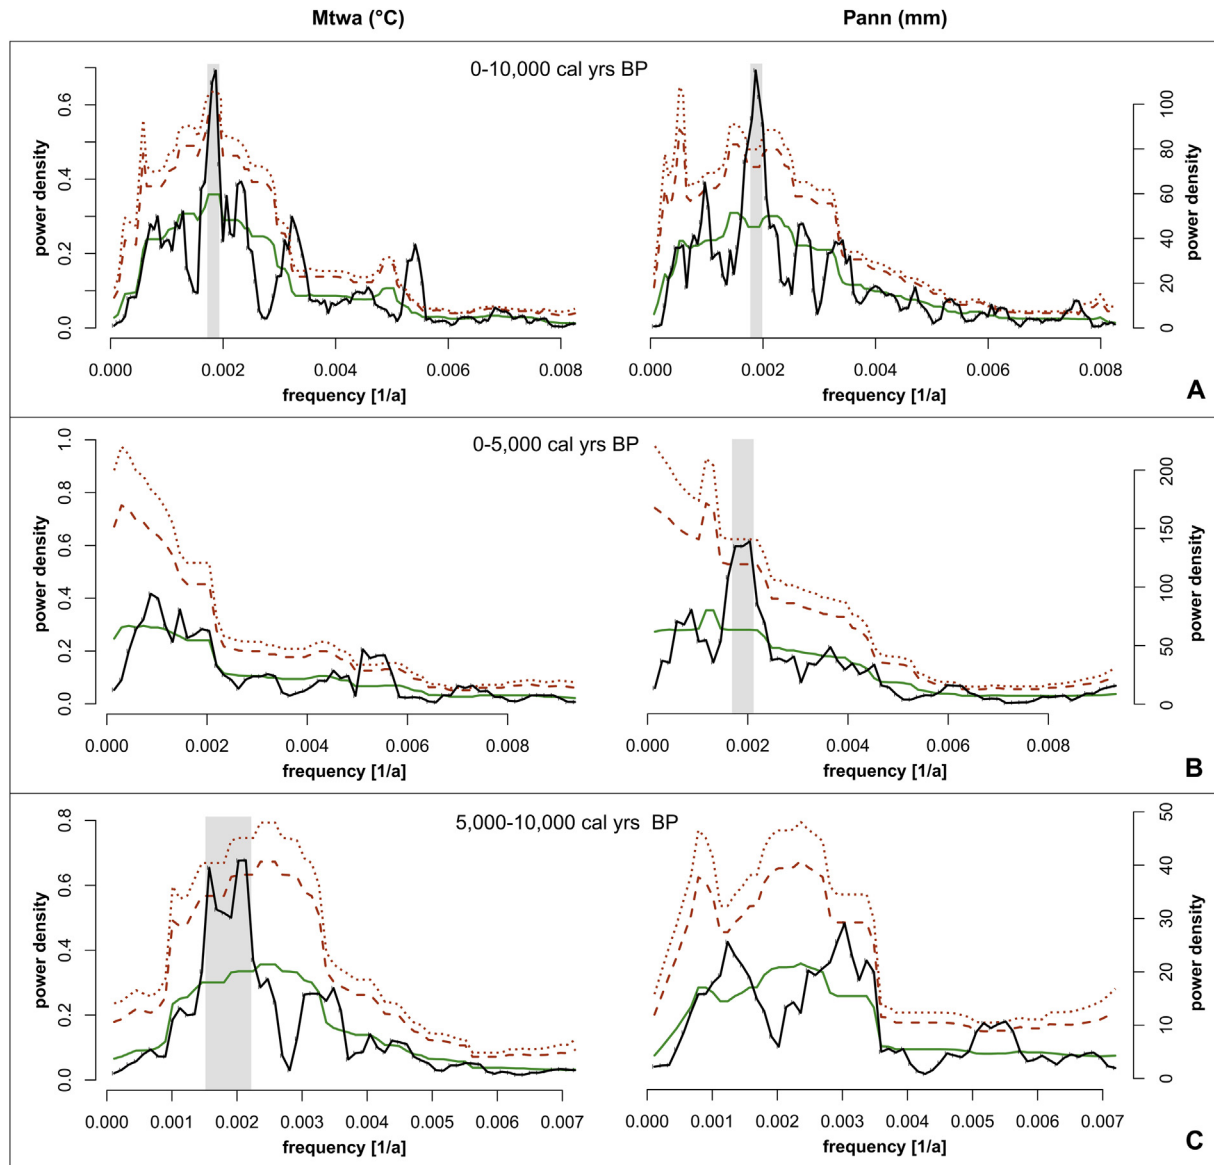 Mtwa (°C) Pann (mm)
0-10,000 cal yrs BP
power density
0.0 0.2 0.4 0.6
0.000 0.002 0.004 0.006 0.008
frequency [1/a]
0.000 0.002 0.004 0.006 0.008
frequency [1/a]
0 20 40 60 80 100
power density
A
0-5,000 cal yrs BP
power density
0.0 0.2 0.4 0.6 0.8 1.0
0.000 0.002 0.004 0.006 0.008
frequency [1/a]
0.000 0.002 0.004 0.006 0.008
frequency [1/a]
0 50 100 150 200
power density
B
5,000-10,000 cal yrs BP
power density
0.0 0.2 0.4 0.6 0.8
0.000 0.001 0.002 0.003 0.004 0.005 0.006 0.007
frequency [1/a]
0.000 0.001 0.002 0.003 0.004 0.005 0.006 0.007
frequency [1/a]
0 10 20 30 40 50
power density
C